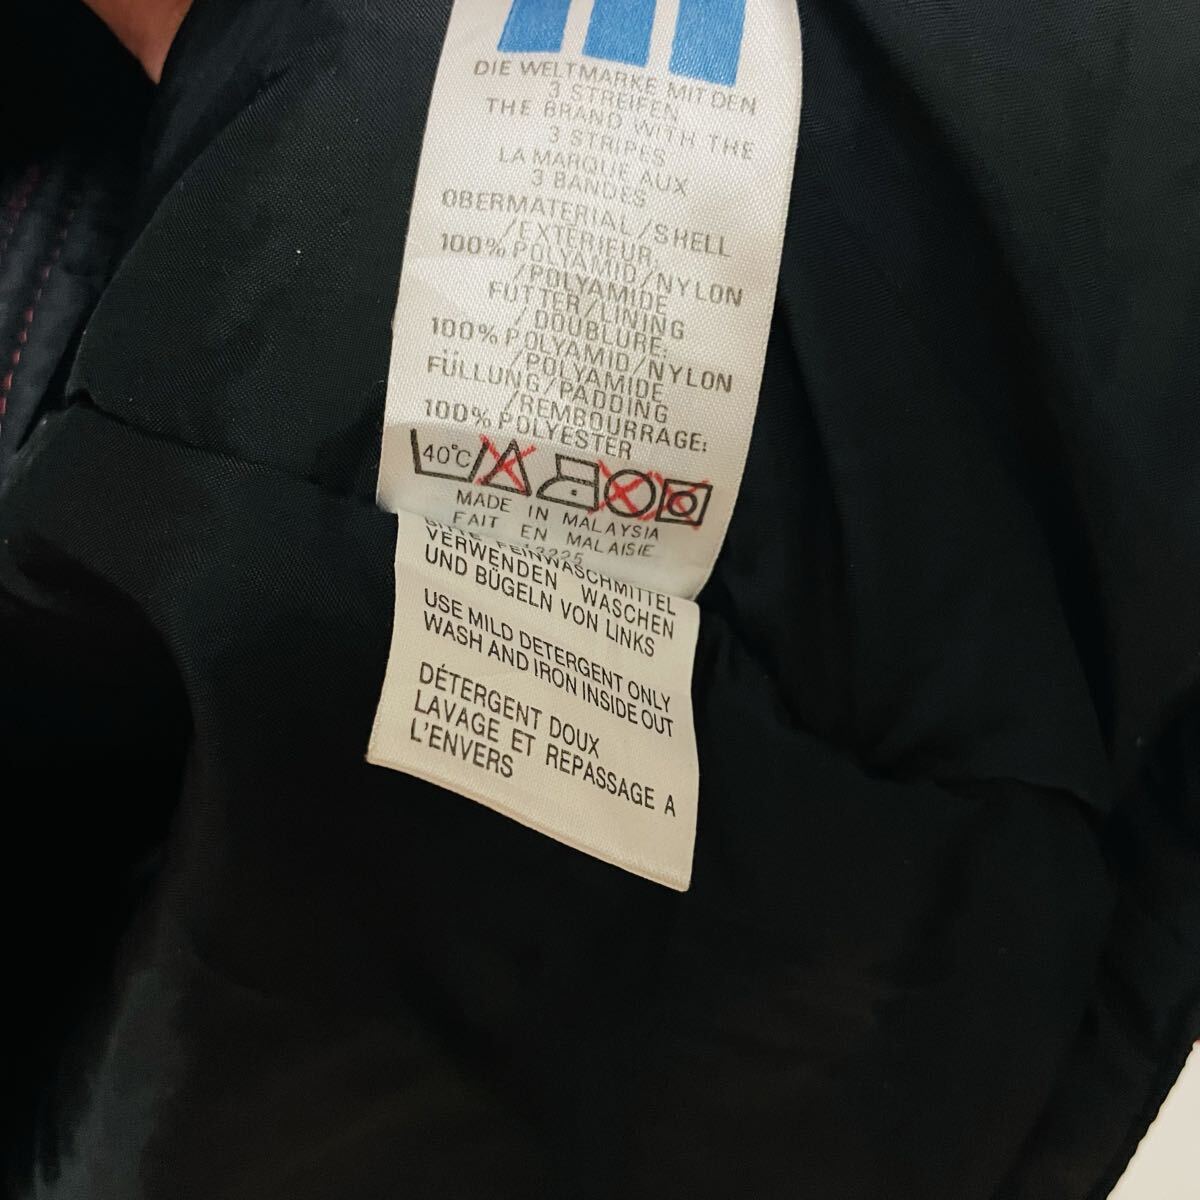 DIE WELTMARKE MIT DEN
3 STREIFEN
THE BRAND WITH THE
3 STRIPES
LA MARQUE AUX
3 BANDES
OBERMATERIAL/SHELL
/EXTERIEUR
100% POLYAMID/NYLON
/POLYAMIDE
FUTTER/LINING
/DOUBLURE:
100% POLYAMID/NYLON
/POLYAMIDE
FÜLLUNG/PADDING
/REMBOURRAGE:
100% POLYESTER
40°C
MADE IN MALAYSIA
FAIT EN MALAISIE
BITTE FEINWASCHMITTEL
VERWENDEN WASCHEN
UND BÜGELN VON LINKS
USE MILD DETERGENT ONLY
WASH AND IRON INSIDE OUT
DÉTERGENT DOUX
LAVAGE ET REPASSAGE A
L'ENVERS